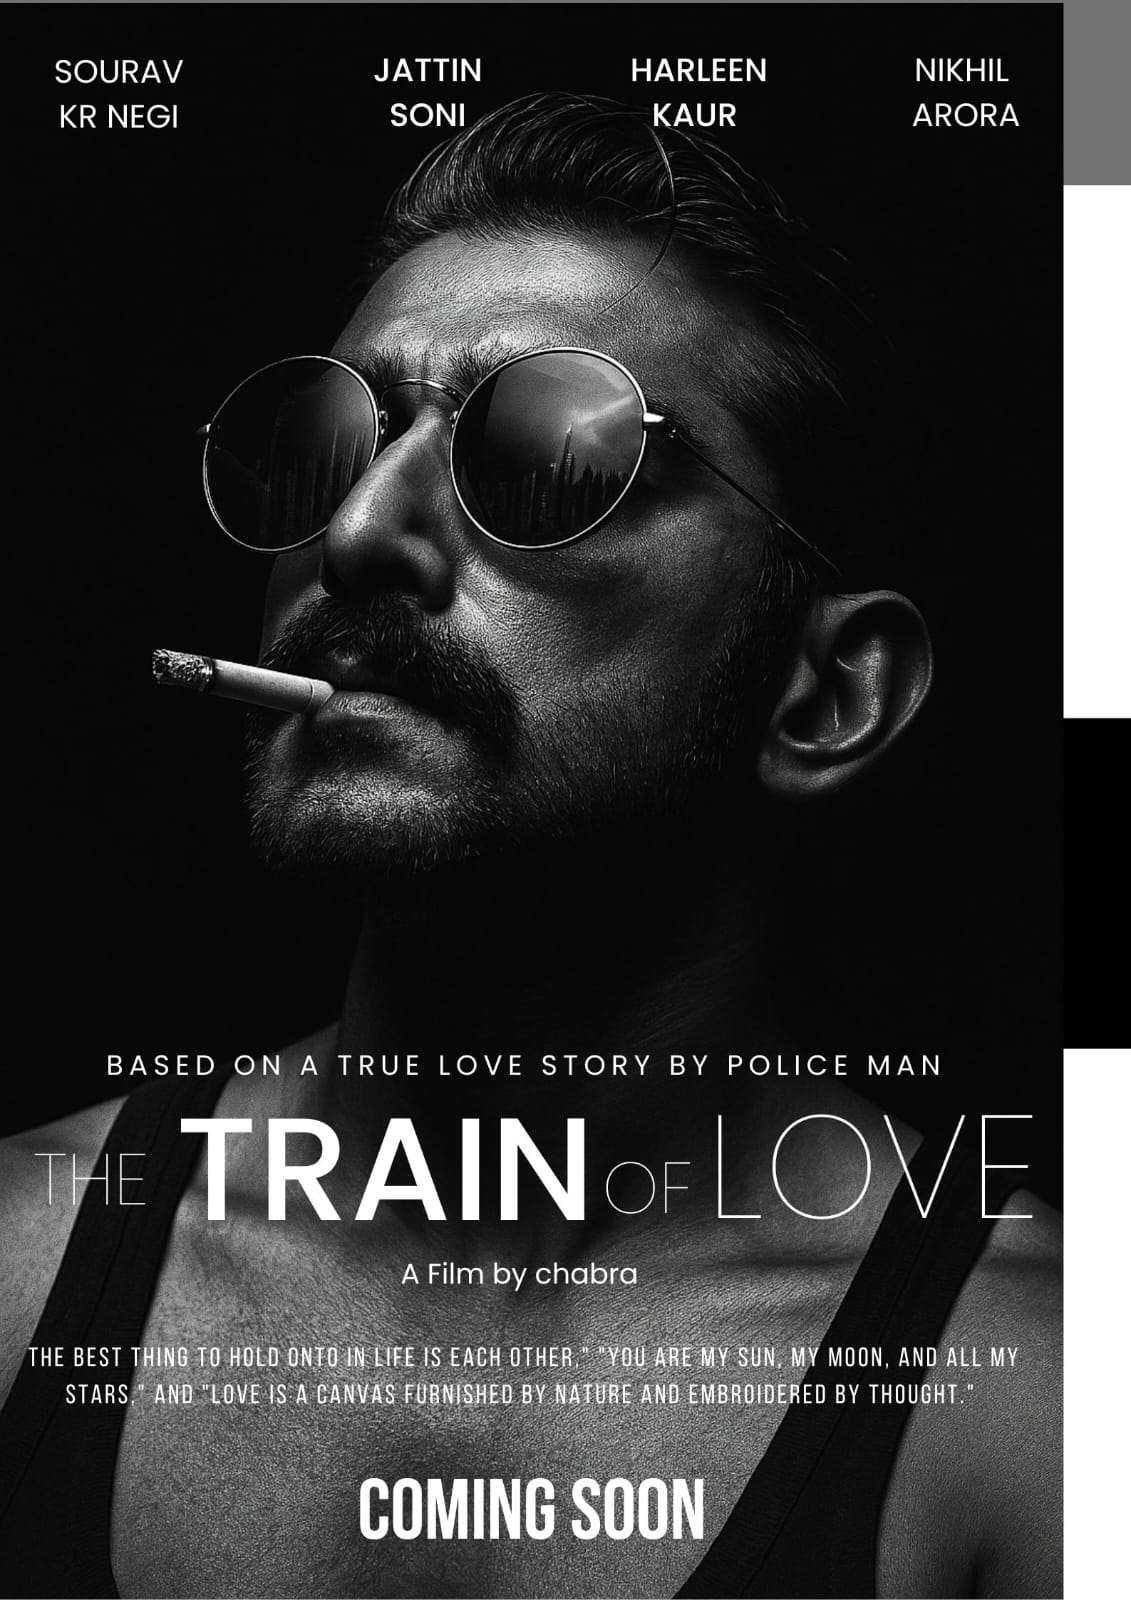 SOURAV KR NEGI
JATTIN SONI
HARLEEN KAUR
NIKHIL ARORA
BASED ON A TRUE LOVE STORY BY POLICE MAN
THE TRAIN OF LOVE
A Film by chabra
THE BEST THING TO HOLD ONTO IN LIFE IS EACH OTHER," "YOU ARE MY SUN, MY MOON, AND ALL MY
STARS," AND "LOVE IS A CANVAS FURNISHED BY NATURE AND EMBROIDERED BY THOUGHT."
COMING SOON